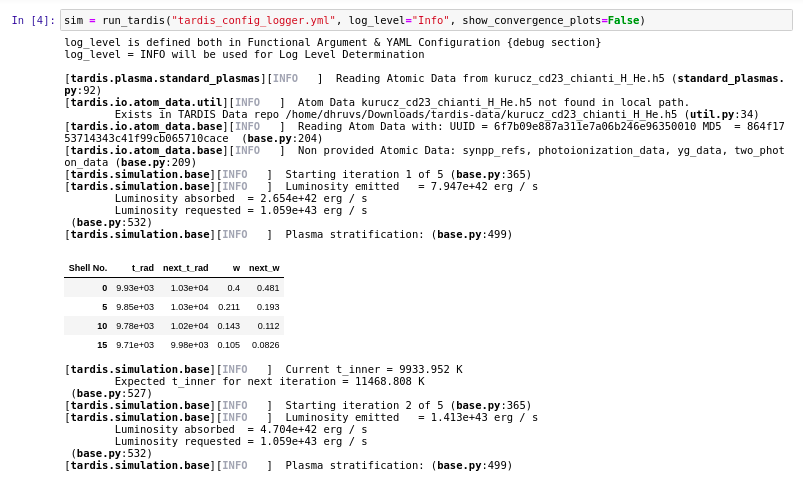 In [4]: sim = run_tardis("tardis_config_logger.yml", log_level="Info", show_convergence_plots=False)
log_level is defined both in Functional Argument & YAML Configuration {debug section}
log_level = INFO will be used for Log Level Determination
[tardis.plasma.standard_plasmas][INFO   ]  Reading Atomic Data from kurucz_cd23_chianti_H_He.h5 (standard_plasmas.
py:92)
[tardis.io.atom_data.util][INFO   ]  Atom Data kurucz_cd23_chianti_H_He.h5 not found in local path.
        Exists in TARDIS Data repo /home/dhruvs/Downloads/tardis-data/kurucz_cd23_chianti_H_He.h5 (util.py:34)
[tardis.io.atom_data.base][INFO   ]  Reading Atom Data with: UUID = 6f7b09e887a311e7a06b246e96350010 MD5  = 864f17
53714343c41f99cb065710cace  (base.py:204)
[tardis.io.atom_data.base][INFO   ]  Non provided Atomic Data: synpp_refs, photoionization_data, yg_data, two_phot
on_data (base.py:209)
[tardis.simulation.base][INFO   ]  Starting iteration 1 of 5 (base.py:365)
[tardis.simulation.base][INFO   ]  Luminosity emitted   = 7.947e+42 erg / s
        Luminosity absorbed  = 2.654e+42 erg / s
        Luminosity requested = 1.059e+43 erg / s
 (base.py:532)
[tardis.simulation.base][INFO   ]  Plasma stratification: (base.py:499)
Shell No. t_rad next_t_rad w next_w
0 9.93e+03 1.03e+04 0.4 0.481
5 9.85e+03 1.03e+04 0.211 0.193
10 9.78e+03 1.02e+04 0.143 0.112
15 9.71e+03 9.98e+03 0.105 0.0826
[tardis.simulation.base][INFO   ]  Current t_inner = 9933.952 K
        Expected t_inner for next iteration = 11468.808 K
 (base.py:527)
[tardis.simulation.base][INFO   ]  Starting iteration 2 of 5 (base.py:365)
[tardis.simulation.base][INFO   ]  Luminosity emitted   = 1.413e+43 erg / s
        Luminosity absorbed  = 4.704e+42 erg / s
        Luminosity requested = 1.059e+43 erg / s
 (base.py:532)
[tardis.simulation.base][INFO   ]  Plasma stratification: (base.py:499)